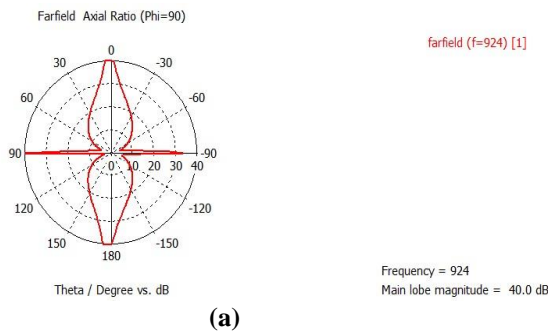 Farfield Axial Ratio (Phi=90)
farfield (f=924) [1]
0
30 -30
60 -60
90 0 10 20 30 40 -90
120 -120
150 -150
180
Frequency = 924
Theta / Degree vs. dB
Main lobe magnitude = 40.0 dB
(a)